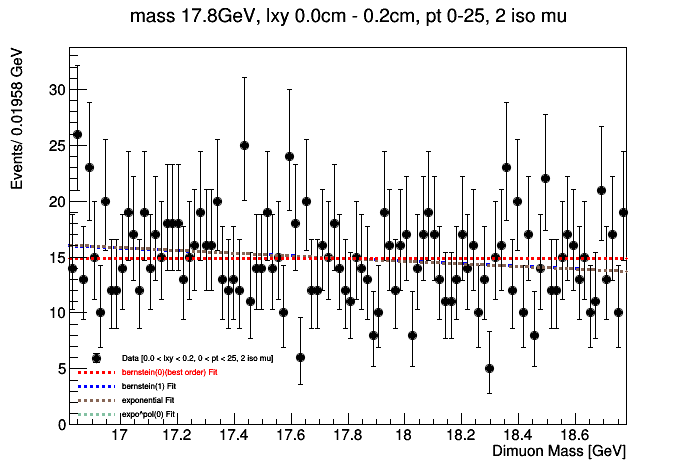 mass 17.8GeV, lxy 0.0cm - 0.2cm, pt 0-25, 2 iso mu
Events/ 0.01958 GeV
30
25
20
15
10
5
0
Data [0.0 < lxy < 0.2, 0 < pt < 25, 2 iso mu]
bernstein(0)(best order) Fit
bernstein(1) Fit
exponential Fit
expo*pol(0) Fit
17 17.2 17.4 17.6 17.8 18 18.2 18.4 18.6
Dimuon Mass [GeV]